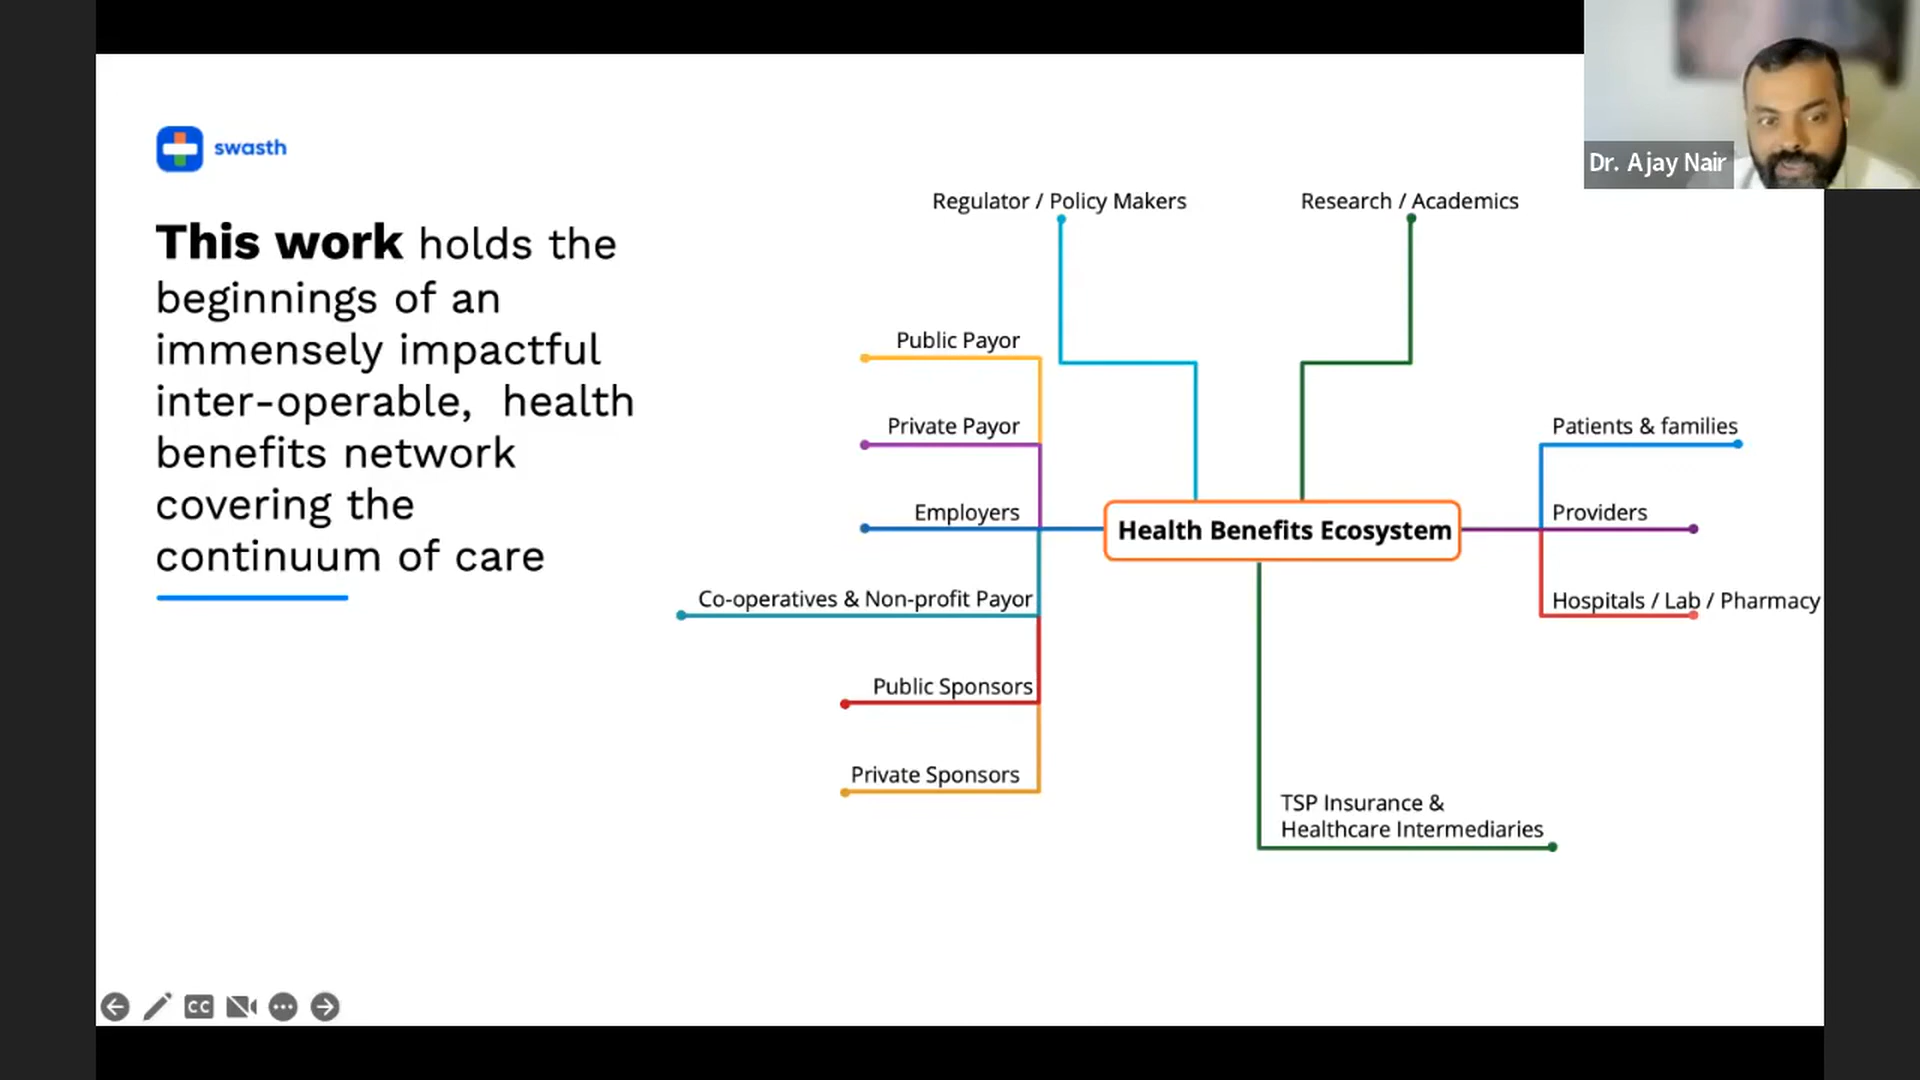 Dr. Ajay Nair
swasth
This work holds the
beginnings of an
immensely impactful
inter-operable,  health
benefits network
covering the
continuum of care
Regulator / Policy Makers
Research / Academics
Public Payor
Private Payor
Employers
Co-operatives & Non-profit Payor
Public Sponsors
Private Sponsors
Health Benefits Ecosystem
Patients & families
Providers
Hospitals / Lab / Pharmacy
TSP Insurance &
Healthcare Intermediaries
CC